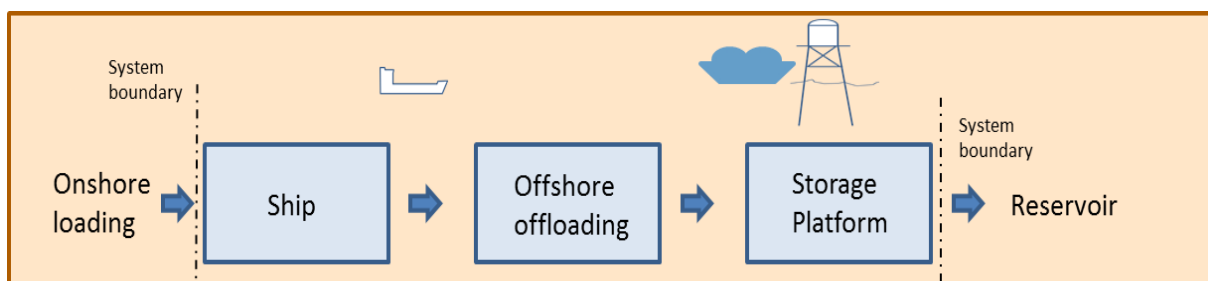 System
boundary
System
boundary
Onshore
loading
Ship
Offshore
offloading
Storage
Platform
Reservoir